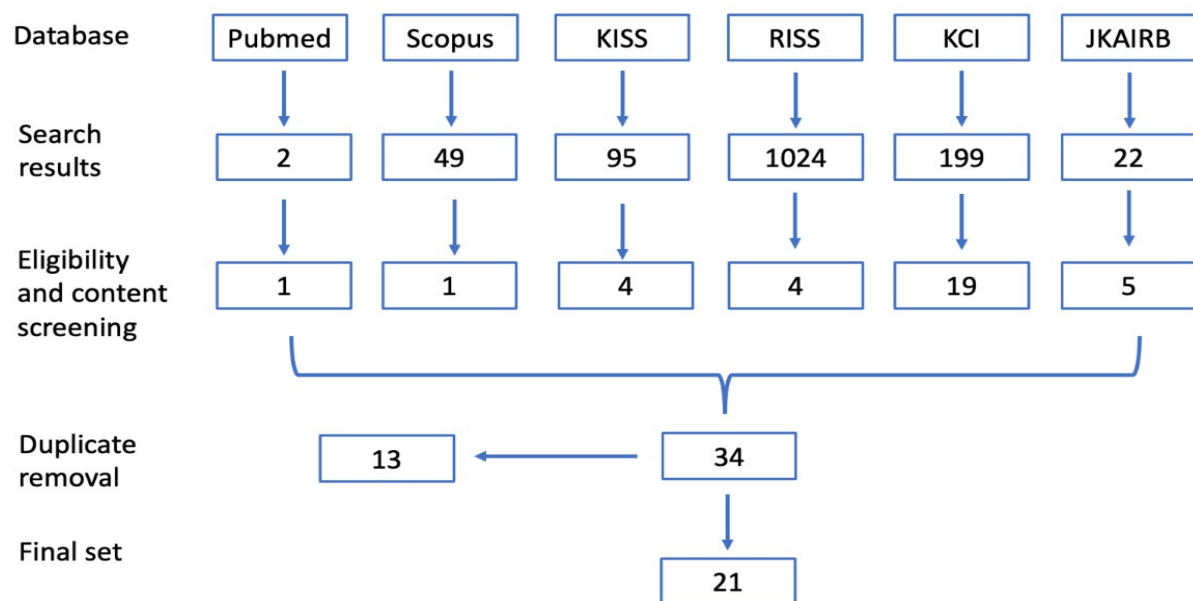 Database Pubmed Scopus KISS RISS KCI JKAIRB
Search
results
2 49 95 1024 199 22
Eligibility
and content
screening
1 1 4 4 19 5
Duplicate
removal
13 34
Final set
21